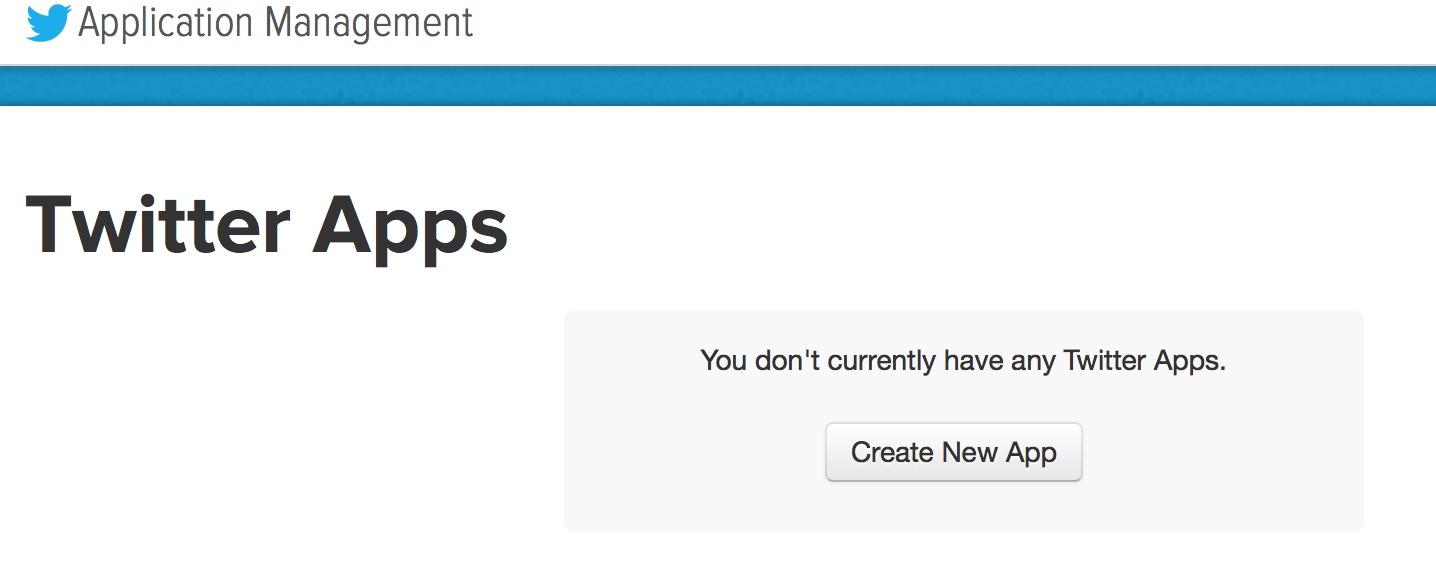 Application Management
Twitter Apps
You don't currently have any Twitter Apps.
Create New App